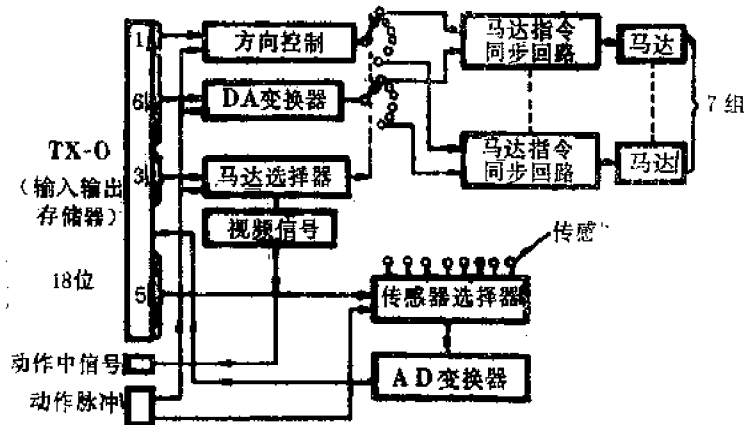 1
方向控制
马达指令
同步回路
马达
6
DA变换器
7组
TX-0
(输入输出
存储器)
3
马达选择器
马达指令
同步回路
马达
视频信号
传感
18位
5
传感器选择器
动作中信号
AD变换器
动作脉冲